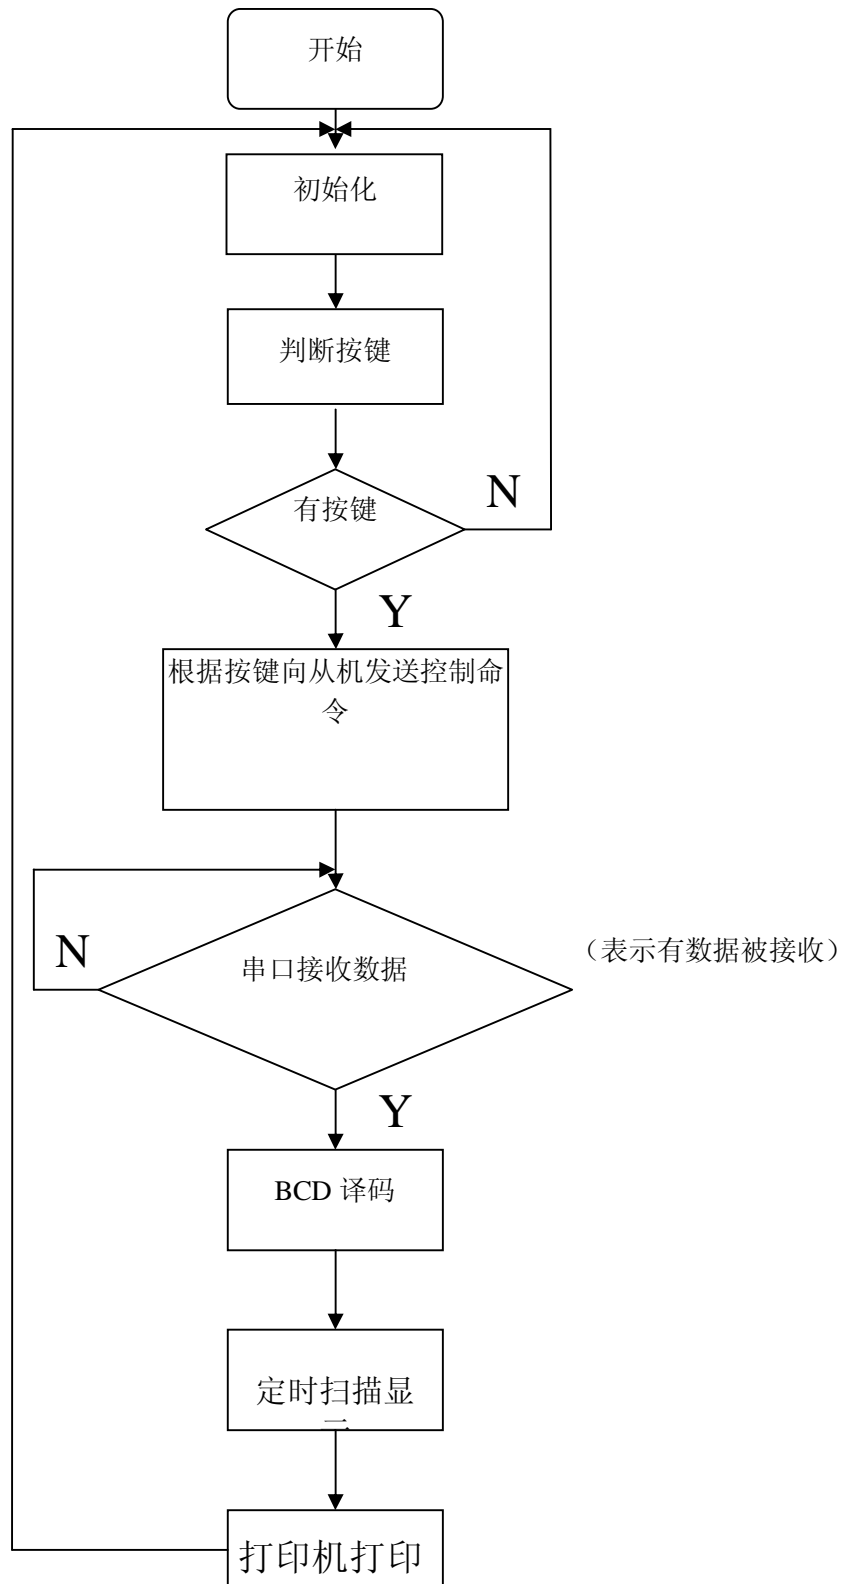 开始
初始化
判断按键
有按键
N
Y
根据按键向从机发送控制命
令
N
串口接收数据
（表示有数据被接收）
Y
BCD 译码
定时扫描显
打印机打印